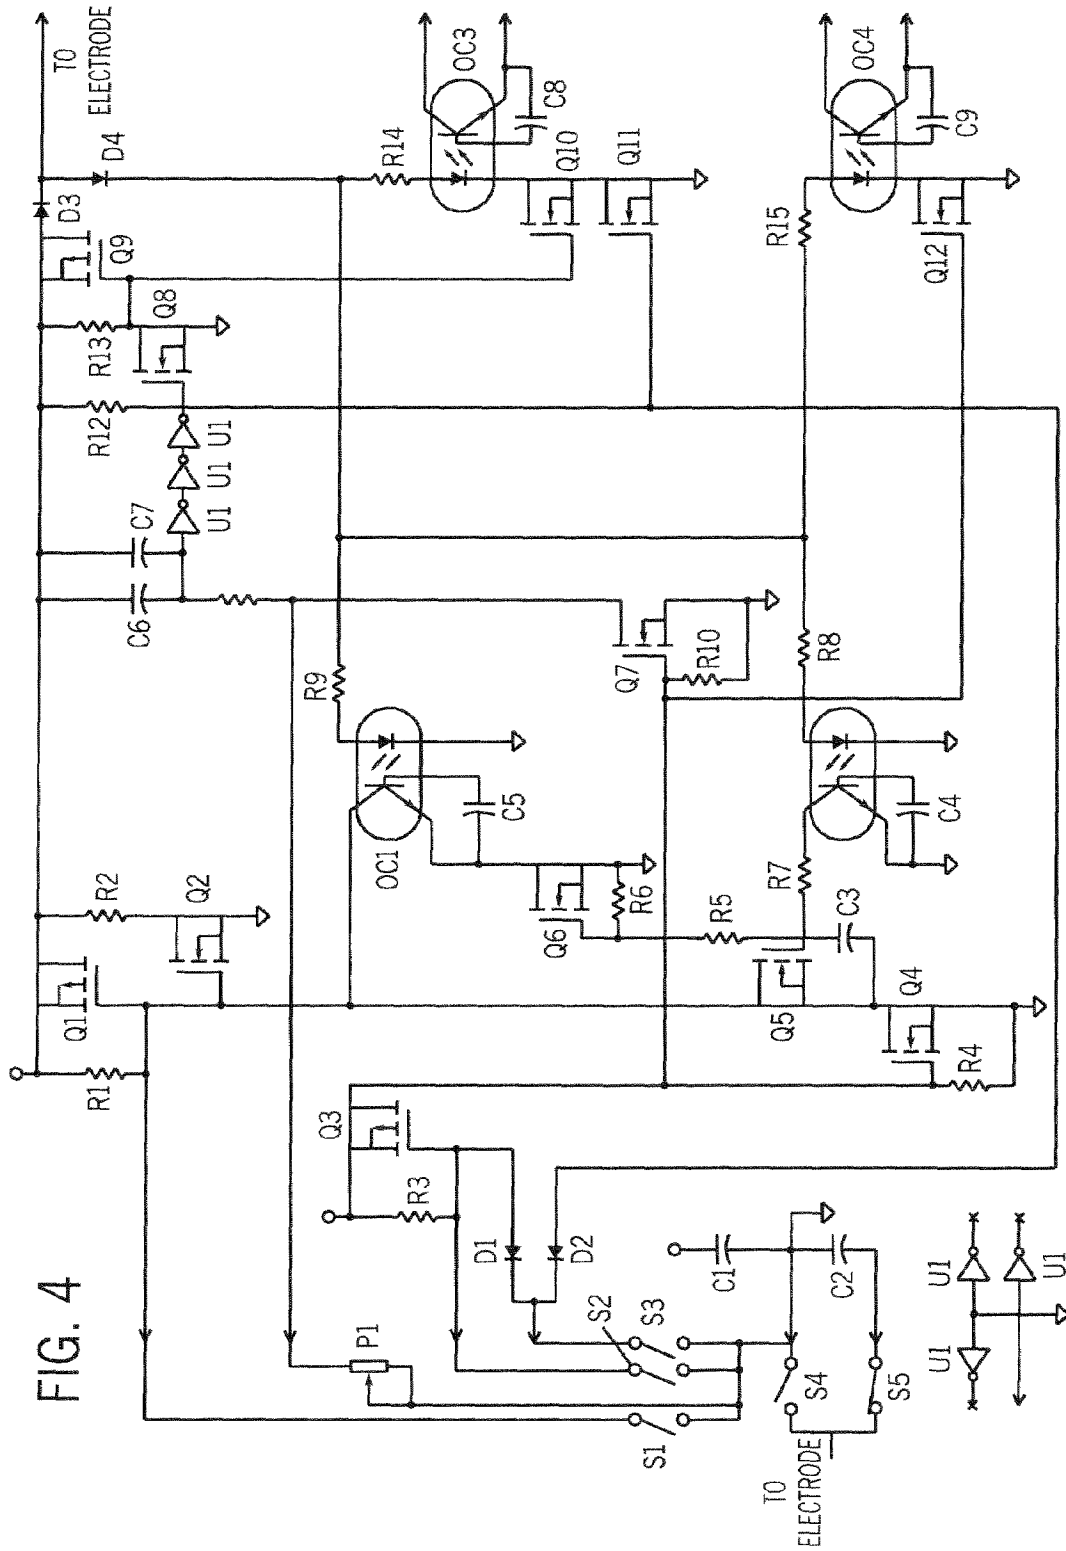 FIG. 4
TO
ELECTRODE
D4
D3
Q9
Q8
R13
R12
U1
U1
U1
C7
C6
R14
OC3
C8
Q10
Q11
OC4
C9
R15
Q12
R2
Q2
Q1
R1
R9
OC1
C5
Q7
R10
R8
Q6
R6
R5
R7
C4
C3
Q5
Q4
R4
Q3
R3
D1
D2
P1
S2
S3
S1
C1
C2
S4
S5
TO
ELECTRODE
U1
U1
U1